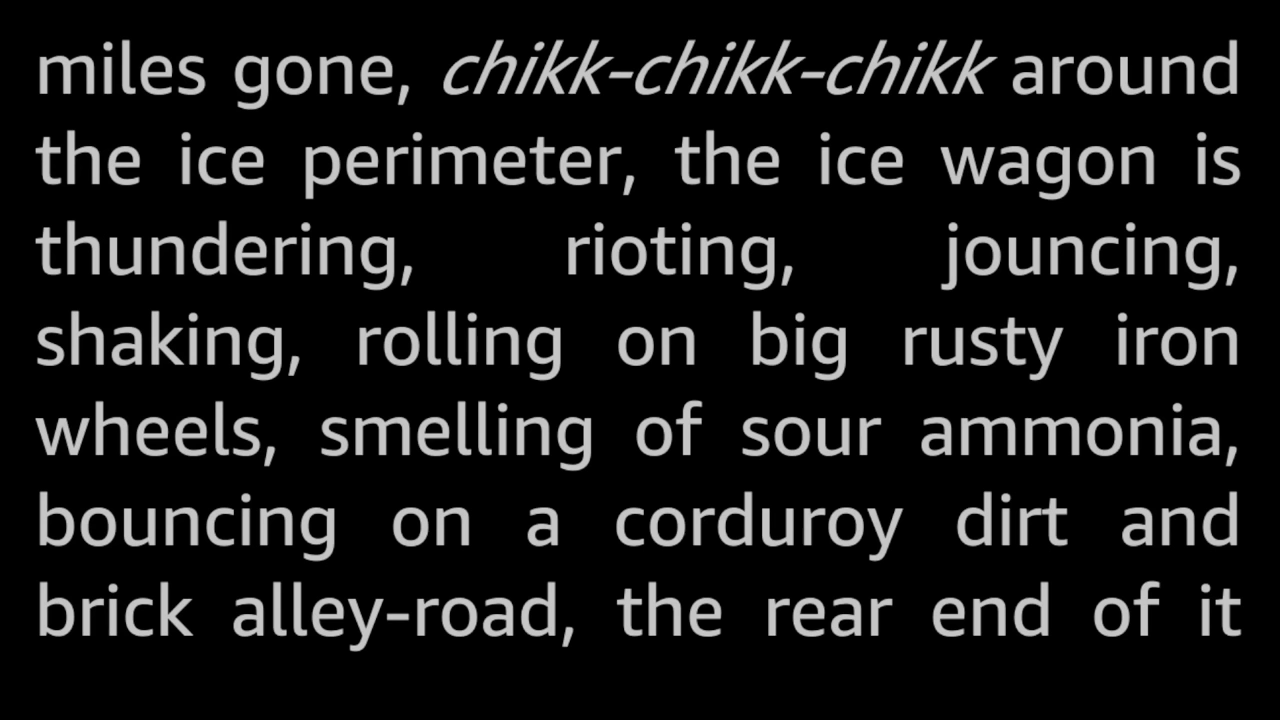 miles gone, chikk-chikk-chikk around
the ice perimeter, the ice wagon is
thundering, rioting, jouncing,
shaking, rolling on big rusty iron
wheels, smelling of sour ammonia,
bouncing on a corduroy dirt and
brick alley-road, the rear end of it